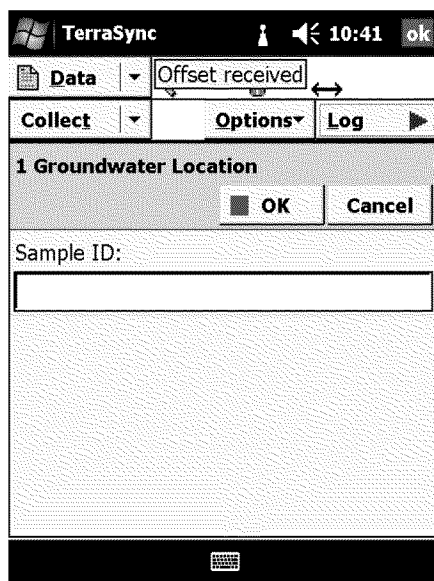 TerraSync 10:41 ok
Data Offset received
Collect Options Log
1 Groundwater Location
OK Cancel
Sample ID: